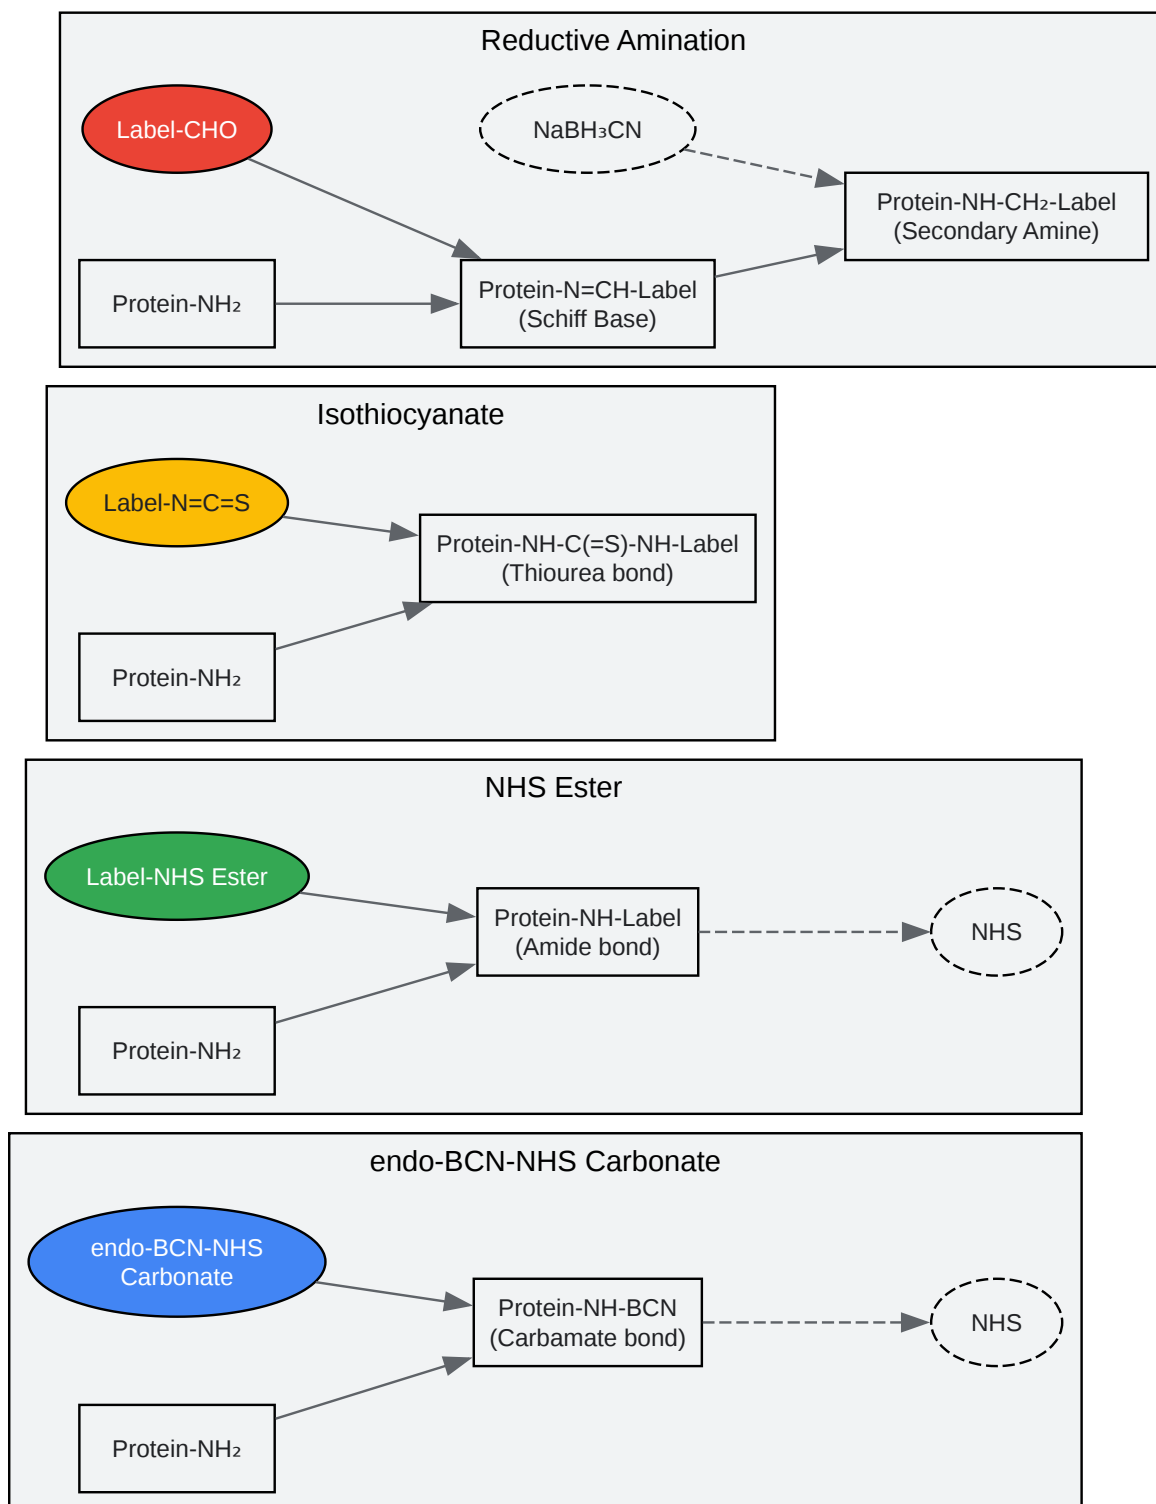 Reductive Amination
Label-CHO
NaBH₃CN
Protein-NH₂
Protein-N=CH-Label
(Schiff Base)
Protein-NH-CH₂-Label
(Secondary Amine)
Isothiocyanate
Label-N=C=S
Protein-NH-C(=S)-NH-Label
(Thiourea bond)
Protein-NH₂
NHS Ester
Label-NHS Ester
Protein-NH-Label
(Amide bond)
NHS
Protein-NH₂
endo-BCN-NHS Carbonate
endo-BCN-NHS
Carbonate
Protein-NH-BCN
(Carbamate bond)
NHS
Protein-NH₂